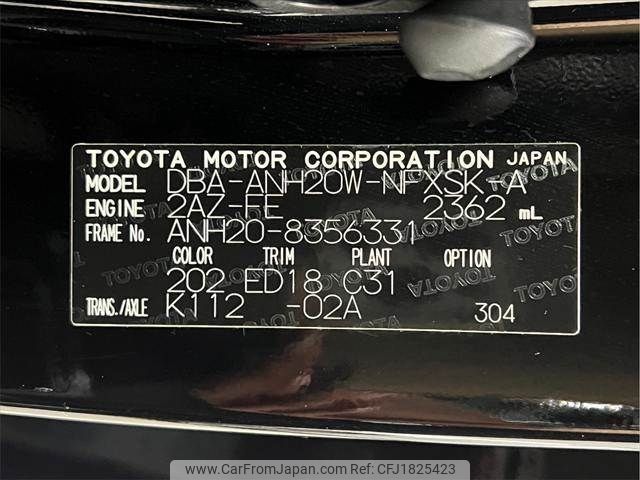 TOYOTA MOTOR CORPORATION JAPAN
MODEL DBA-ANH20W-NFXSK-A
ENGINE 2AZ-FE 2362 mL
FRAME No. ANH20-8356331
COLOR TRIM PLANT OPTION
202 ED18 C31
TRANS./AXLE K112 -02A 304
www.CarFromJapan.com - CFJ1825423